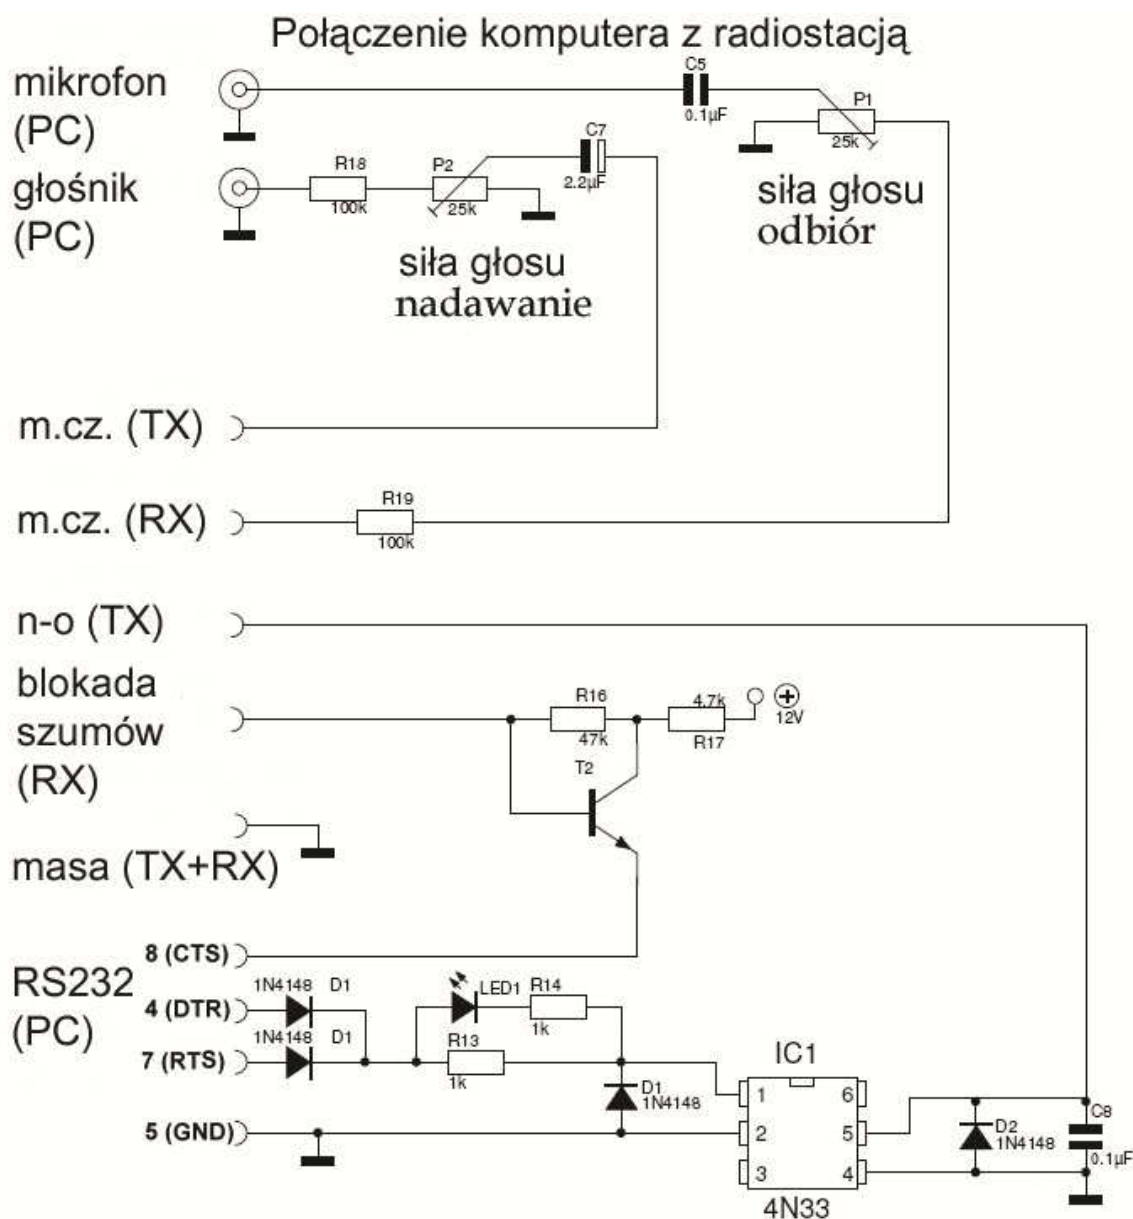 Połączenie komputera z radiostacją
mikrofon
(PC)
C5
0.1µF
P1
25k
C7
2.2µF
głośnik
(PC)
R18
100k
P2
25k
siła głosu
nadawanie
siła głosu
odbiór
m.cz. (TX)
m.cz. (RX)
R19
100k
n-o (TX)
blokada
szumów
(RX)
R16
47k
4.7k
R17
12V
T2
masa (TX+RX)
RS232
(PC)
8 (CTS)
4 (DTR)
7 (RTS)
5 (GND)
1N4148 D1
1N4148 D1
LED1
R14
1k
R13
1k
D1
1N4148
IC1
1 6
2 5
3 4
4N33
D2
1N4148
C8
0.1µF